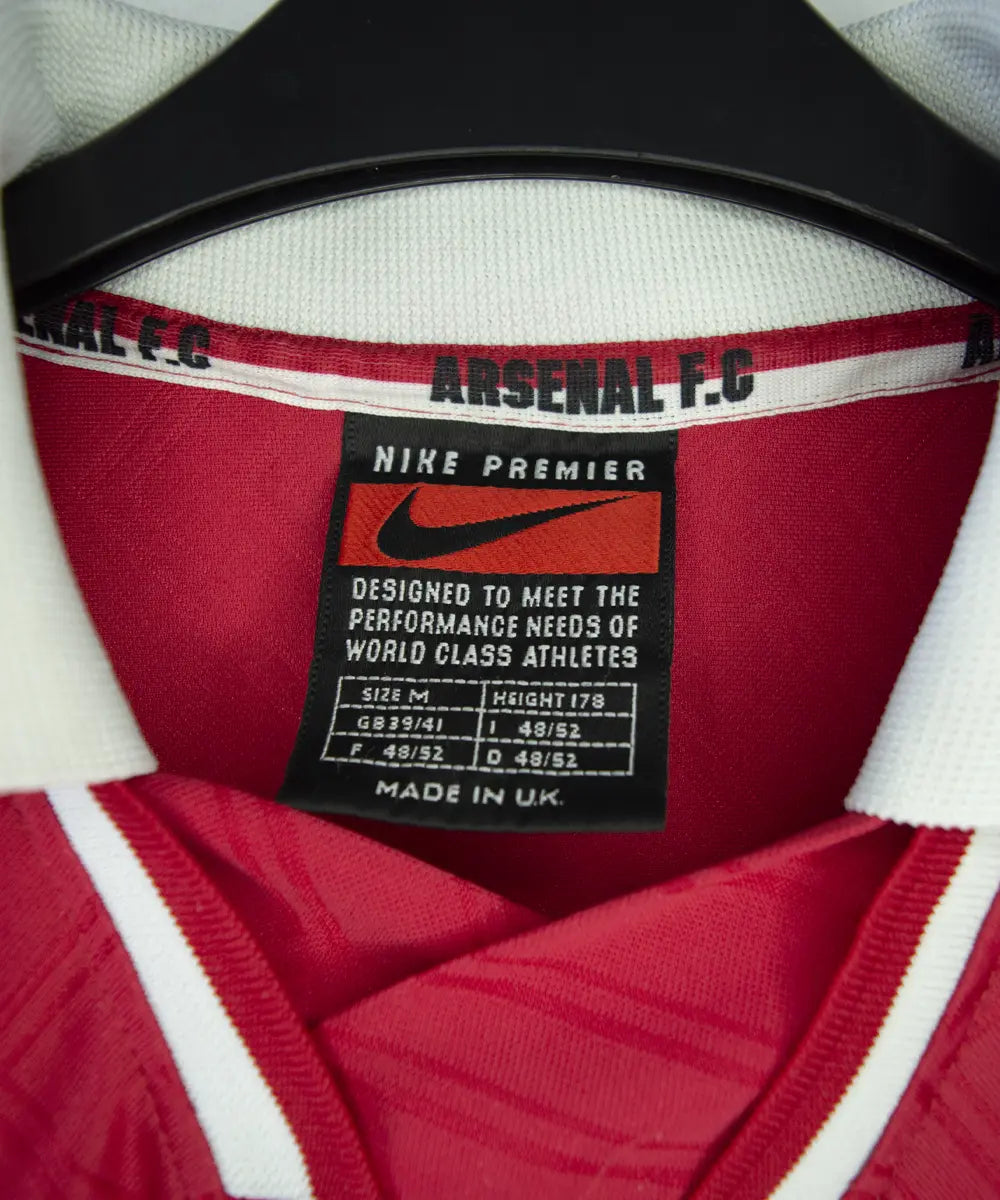 ARSENAL F.C
F.C
NIKE PREMIER
DESIGNED TO MEET THE
PERFORMANCE NEEDS OF
WORLD CLASS ATHLETES
SIZE M HEIGHT 178
GB 39/41 I 48/52
F 48/52 D 48/52
MADE IN U.K.